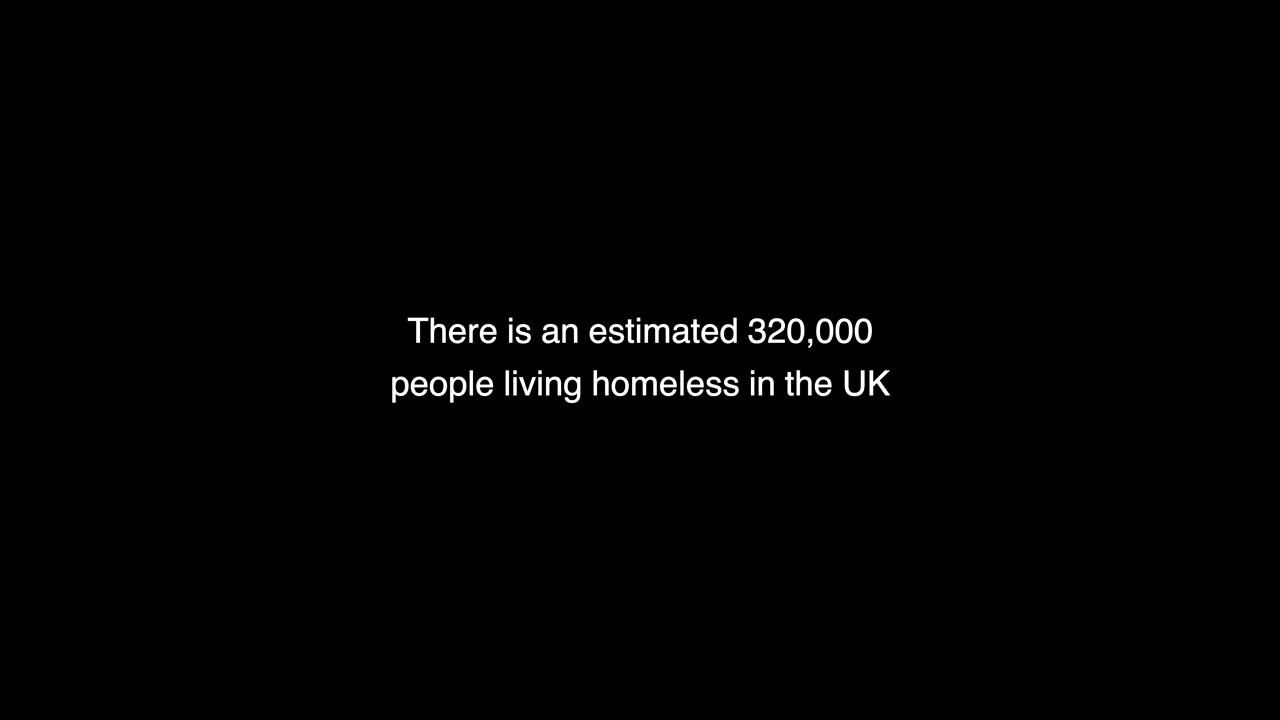 There is an estimated 320,000
people living homeless in the UK